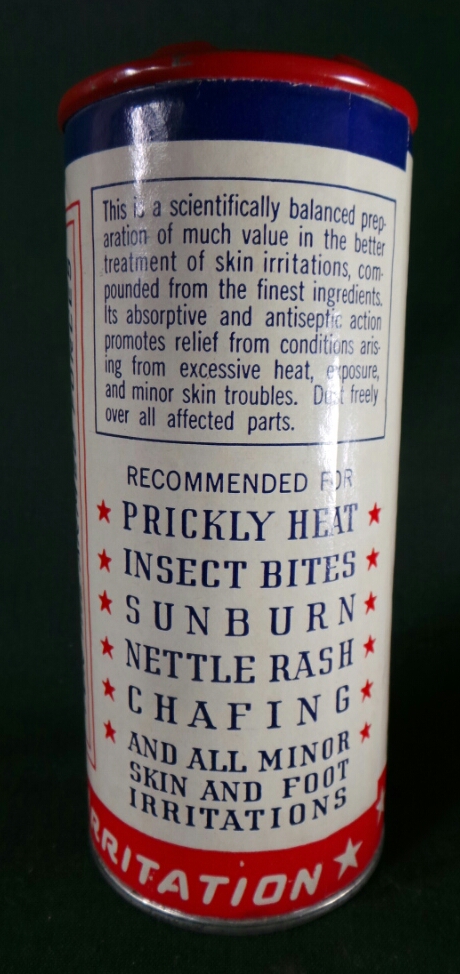 This is a scientifically balanced prep-
aration of much value in the better
treatment of skin irritations, com-
pounded from the finest ingredients.
Its absorptive and antiseptic action
promotes relief from conditions aris-
ing from excessive heat, exposure,
and minor skin troubles. Dust freely
over all affected parts.
RECOMMENDED FOR
PRICKLY HEAT
INSECT BITES
SUNBURN
NETTLE RASH
CHAFING
AND ALL MINOR
SKIN AND FOOT
IRRITATIONS
RRITATION